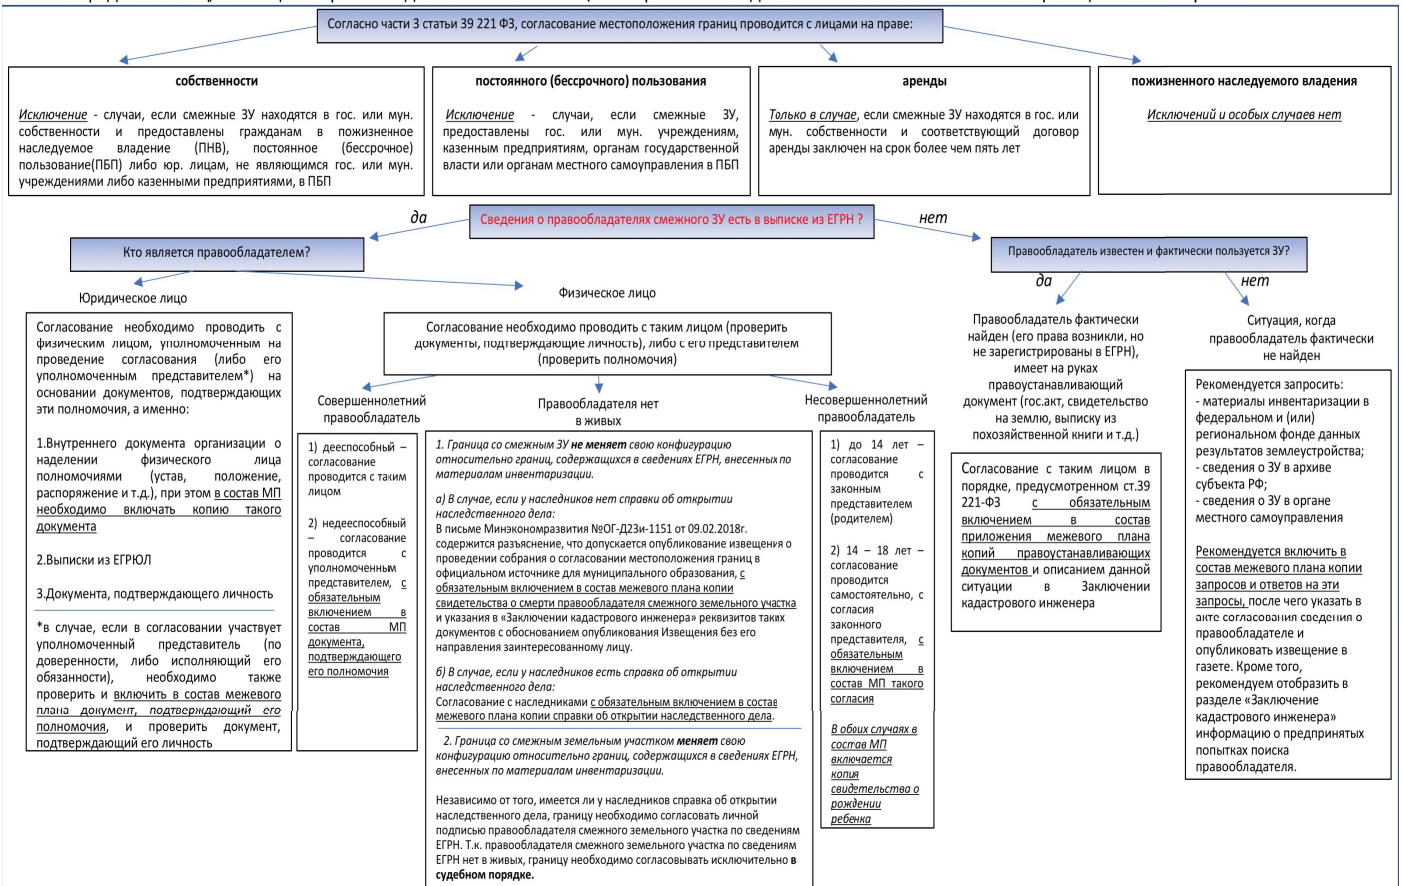 Согласно части 3 статьи 39 221 ФЗ, согласование местоположения границ проводится с лицами на праве:
собственности
Исключение - случаи, если смежные ЗУ находятся в гос. или мун.
собственности и предоставлены гражданам в пожизненное
наследуемое владение (ПНВ), постоянное (бессрочное)
пользование(ПБП) либо юр. лицам, не являющимся гос. или мун.
учреждениями либо казенными предприятиями, в ПБП
постоянного (бессрочного) пользования
Исключение - случаи, если смежные ЗУ,
предоставлены гос. или мун. учреждениям,
казенным предприятиям, органам государственной
власти или органам местного самоуправления в ПБП
аренды
Только в случае, если смежные ЗУ находятся в гос. или
мун. собственности и соответствующий договор
аренды заключен на срок более чем пять лет
пожизненного наследуемого владения
Исключений и особых случаев нет
да
Сведения о правообладателях смежного ЗУ есть в выписке из ЕГРН ?
нет
Кто является правообладателем?
Правообладатель известен и фактически пользуется ЗУ?
Юридическое лицо
Физическое лицо
да
нет
Согласование необходимо проводить с
физическим лицом, уполномоченным на
проведение согласования (либо его
уполномоченным представителем*) на
основании документов, подтверждающих
эти полномочия, а именно:
1.Внутреннего документа организации о
наделении физического лица
полномочиями (устав, положение,
распоряжение и т.д.), при этом в состав МП
необходимо включать копию такого
документа
2.Выписки из ЕГРЮЛ
3.Документа, подтверждающего личность
*в случае, если в согласовании участвует
уполномоченный представитель (по
доверенности, либо исполняющий его
обязанности), необходимо также
проверить и включить в состав межевого
плана документ, подтверждающий его
полномочия, и проверить документ,
подтверждающий его личность
Согласование необходимо проводить с таким лицом (проверить
документы, подтверждающие личность), либо с его представителем
(проверить полномочия)
Совершеннолетний
правообладатель
1) дееспособный –
согласование
проводится с таким
лицом
2) недееспособный
– согласование
проводится с
уполномоченным
представителем, с
обязательным
включением в
состав МП
документа,
подтверждающего
его полномочия
Правообладателя нет
в живых
1. Граница со смежным ЗУ не меняет свою конфигурацию
относительно границ, содержащихся в сведениях ЕГРН, внесенных по
материалам инвентаризации.
а) В случае, если у наследников нет справки об открытии
наследственного дела:
В письме Минэкономразвития №ОГ-Д23и-1151 от 09.02.2018г.
содержится разъяснение, что допускается опубликование извещения о
проведении собрания о согласовании местоположения границ в
официальном источнике для муниципального образования, с
обязательным включением в состав межевого плана копии
свидетельства о смерти правообладателя смежного земельного участка
и указания в «Заключении кадастрового инженера» реквизитов таких
документов с обоснованием опубликования Извещения без его
направления заинтересованному лицу.
б) В случае, если у наследников есть справка об открытии
наследственного дела:
Согласование с наследниками с обязательным включением в состав
межевого плана копии справки об открытии наследственного дела.
2. Граница со смежным земельным участком меняет свою
конфигурацию относительно границ, содержащихся в сведениях ЕГРН,
внесенных по материалам инвентаризации.
Независимо от того, имеется ли у наследников справка об открытии
наследственного дела, границу необходимо согласовать личной
подписью правообладателя смежного земельного участка по сведениям
ЕГРН. Т.к. правообладателя смежного земельного участка по сведениям
ЕГРН нет в живых, границу необходимо согласовывать исключительно в
судебном порядке.
Несовершеннолетний
правообладатель
1) до 14 лет –
согласование
проводится с
законным
представителем
(родителем)
2) 14 – 18 лет –
согласование
проводится
самостоятельно, с
согласия
законного
представителя, с
обязательным
включением в
состав МП такого
согласия
В обоих случаях в
состав МП
включается
копия
свидетельства о
рождении
ребенка
Правообладатель фактически
найден (его права возникли, но
не зарегистрированы в ЕГРН),
имеет на руках
правоустанавливающий
документ (гос.акт, свидетельство
на землю, выписку из
похозяйственной книги и т.д.)
Согласование с таким лицом в
порядке, предусмотренном ст.39
221-ФЗ с обязательным
включением в состав
приложения межевого плана
копий правоустанавливающих
документов и описанием данной
ситуации в Заключении
кадастрового инженера
Ситуация, когда
правообладатель фактически
не найден
Рекомендуется запросить:
- материалы инвентаризации в
федеральном и (или)
региональном фонде данных
результатов землеустройства;
- сведения о ЗУ в архиве
субъекта РФ;
- сведения о ЗУ в органе
местного самоуправления
Рекомендуется включить в
состав межевого плана копии
запросов и ответов на эти
запросы, после чего указать в
акте согласования сведения о
правообладателе и
опубликовать извещение в
газете. Кроме того,
рекомендуем отобразить в
разделе «Заключение
кадастрового инженера»
информацию о предпринятых
попытках поиска
правообладателя.